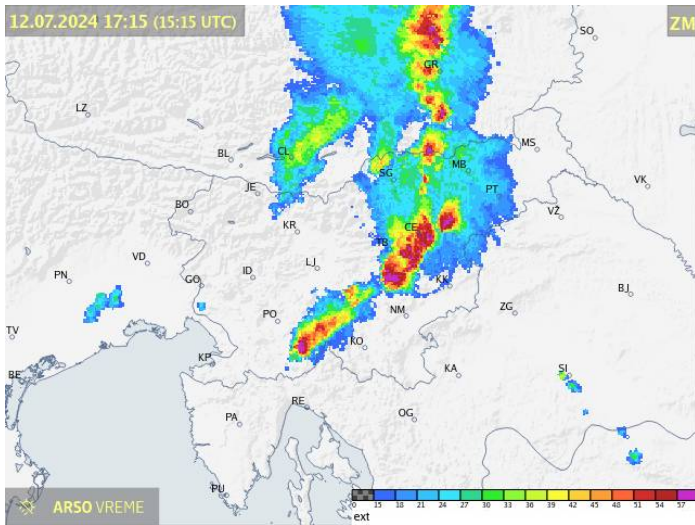 12.07.2024 17:15 (15:15 UTC)
ZM
SO
GR
LZ
MS
CL
BL
MB
SG
PT
VK
JE
BO
VŽ
KR
CE
TB
VD
LJ
ID
PN
GO
KK
BJ
ZG
NM
PO
TV
KO
KP
BE
KA
SI
RE
OG
PA
PU
ARSO VREME
0 15 18 21 24 27 30 33 36 39 42 45 48 51 54 57
ext